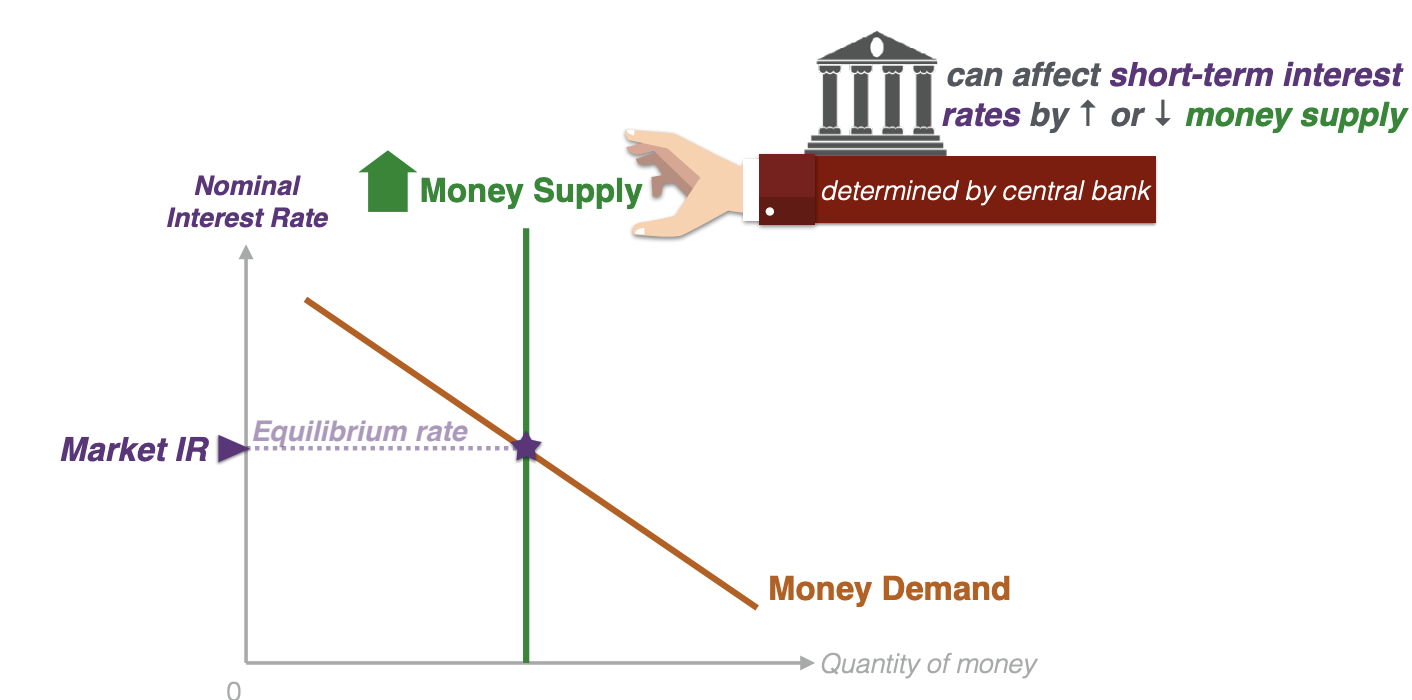 can affect short-term interest
rates by ↑ or ↓ money supply
determined by central bank
Money Supply
Nominal
Interest Rate
Equilibrium rate
Market IR
Money Demand
Quantity of money
0